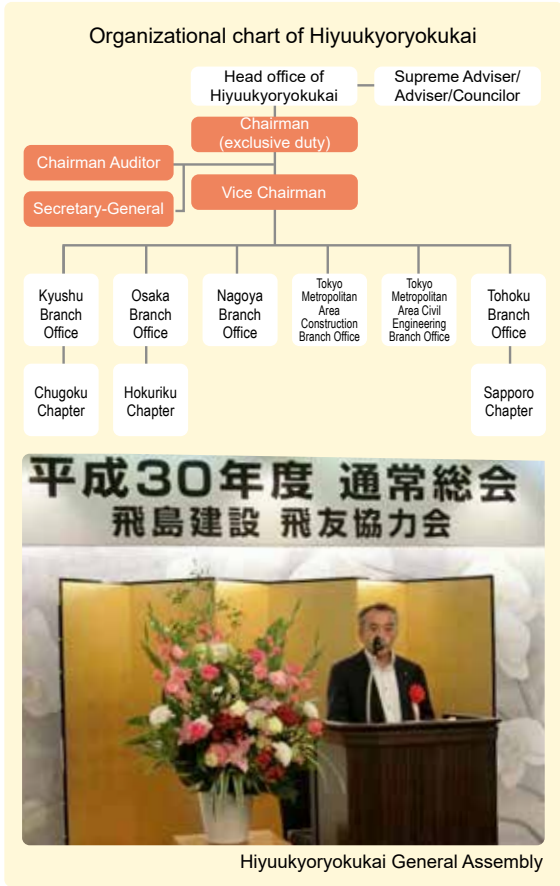 Organizational chart of Hiyuukyoryokukai
Head office of
Hiyuukyoryokukai
Supreme Adviser/
Adviser/Councilor
Chairman
(exclusive duty)
Chairman Auditor
Vice Chairman
Secretary-General
Kyushu
Branch
Office
Osaka
Branch
Office
Nagoya
Branch
Office
Tokyo
Metropolitan
Area
Construction
Branch Office
Tokyo
Metropolitan
Area Civil
Engineering
Branch Office
Tohoku
Branch
Office
Chugoku
Chapter
Hokuriku
Chapter
Sapporo
Chapter
平成30年度 通常総会
飛島建設 飛友協力会
Hiyuukyoryokukai General Assembly